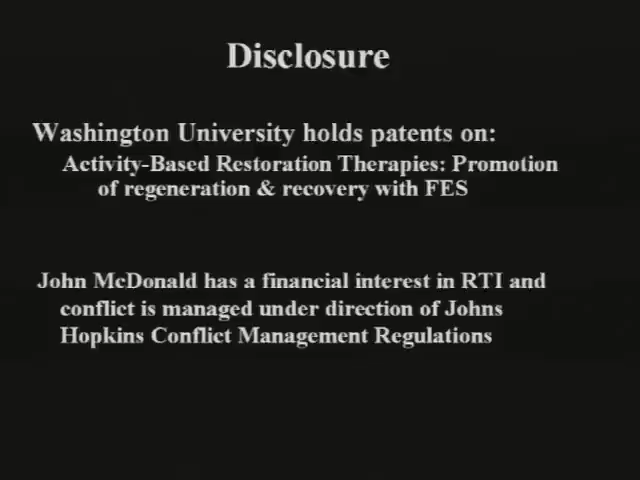 Disclosure
Washington University holds patents on:
Activity-Based Restoration Therapies: Promotion
of regeneration & recovery with FES
John McDonald has a financial interest in RTI and
conflict is managed under direction of Johns
Hopkins Conflict Management Regulations